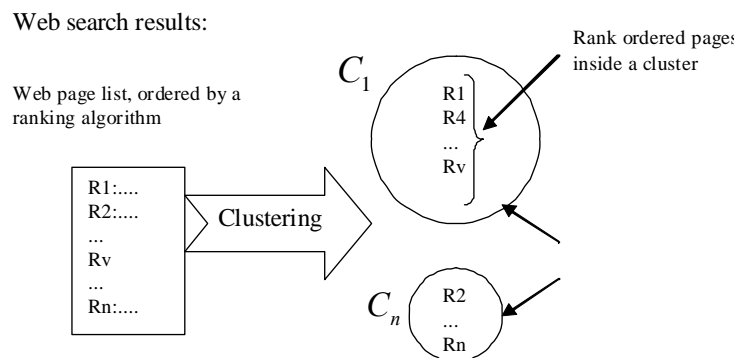 Web search results:
Web page list, ordered by a
ranking algorithm
R1:....
R2:....
...
Rv
...
Rn:....
Clustering
C1
R1
R4
...
Rv
Rank ordered pages
inside a cluster
Cn
R2
...
Rn